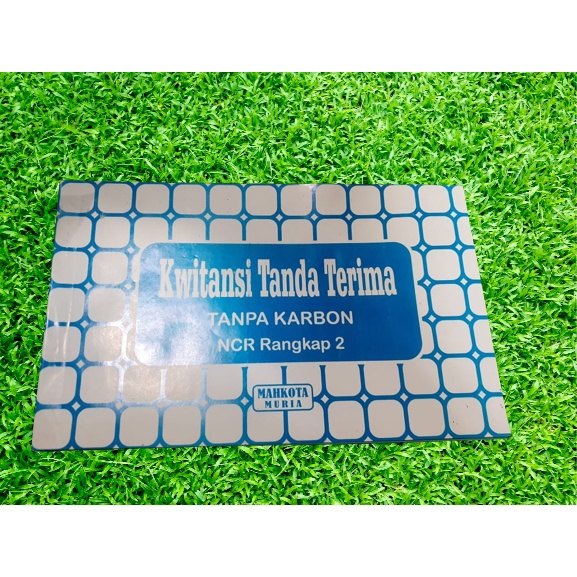 Kwitansi Tanda Terima
TANPA KARBON
NCR Rangkap 2
MAHKOTA
MURIA